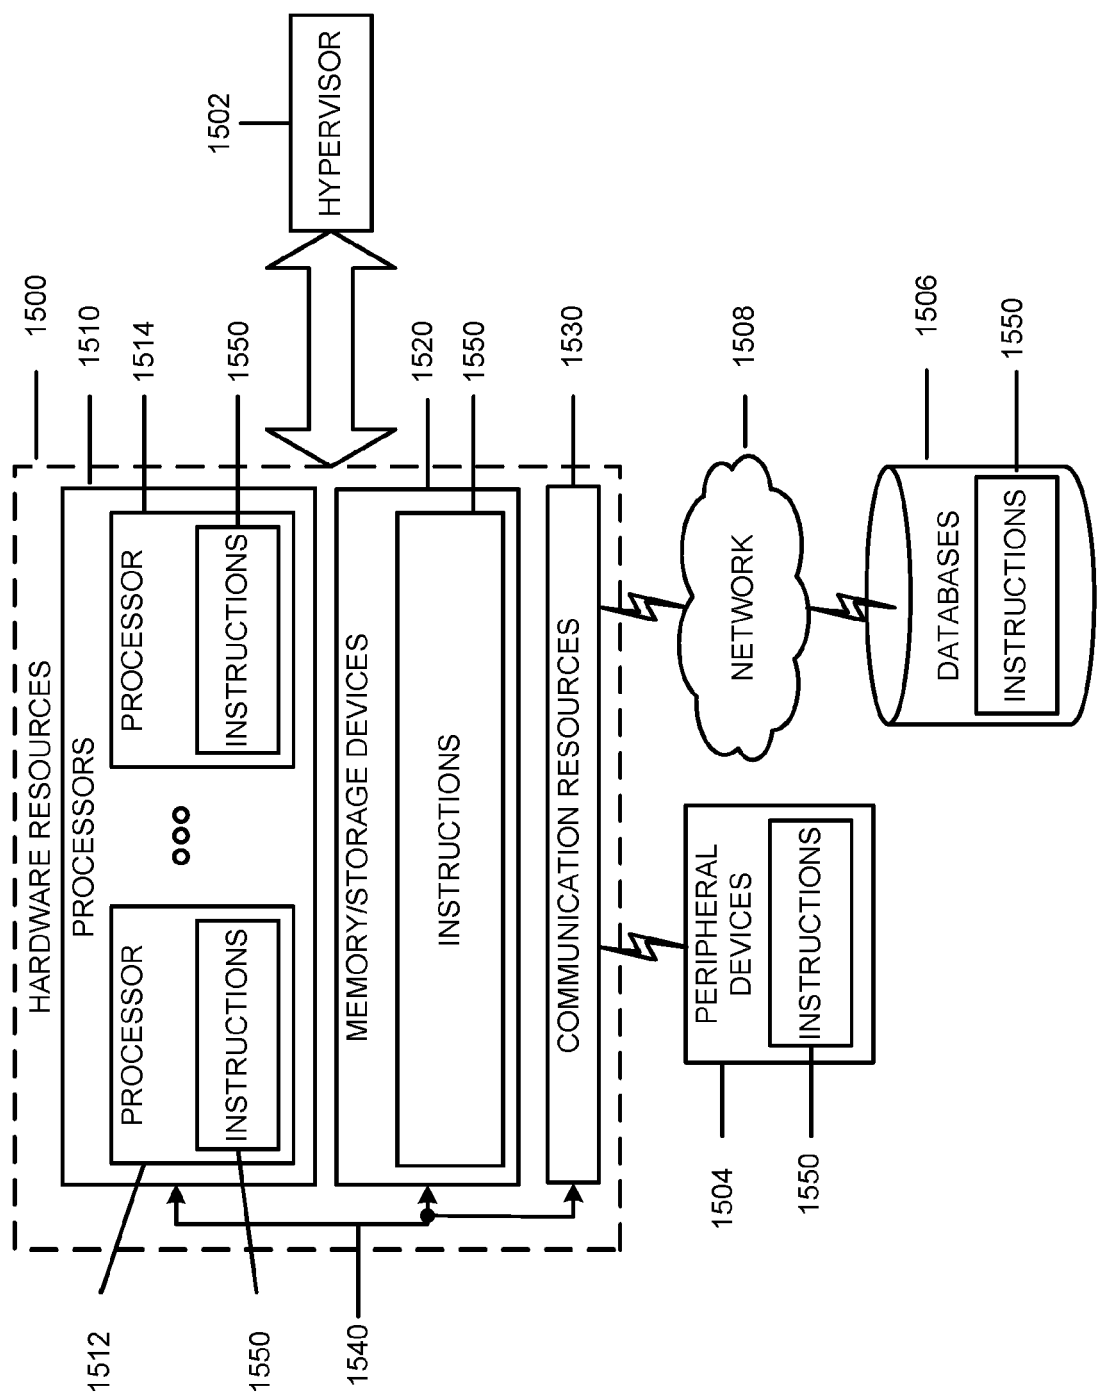 HARDWARE RESOURCES
1500
PROCESSORS
1510
PROCESSOR
1512
INSTRUCTIONS
1550
PROCESSOR
1514
INSTRUCTIONS
1550
HYPERVISOR
1502
MEMORY/STORAGE DEVICES
1520
INSTRUCTIONS
1550
COMMUNICATION RESOURCES
1530
1540
PERIPHERAL
DEVICES
1504
INSTRUCTIONS
1550
NETWORK
1508
DATABASES
1506
INSTRUCTIONS
1550